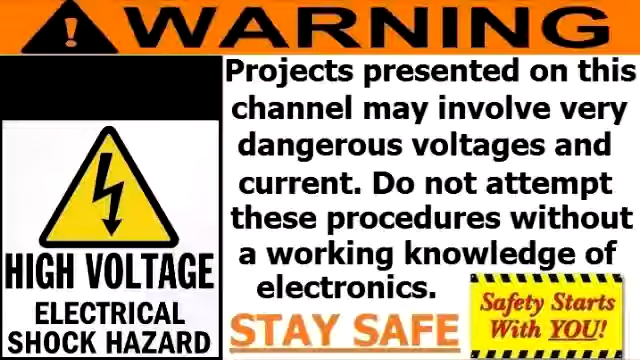 WARNING
Projects presented on this
channel may involve very
dangerous voltages and
current. Do not attempt
these procedures without
a working knowledge of
electronics.
STAY SAFE
HIGH VOLTAGE
ELECTRICAL
SHOCK HAZARD
Safety Starts
With YOU!